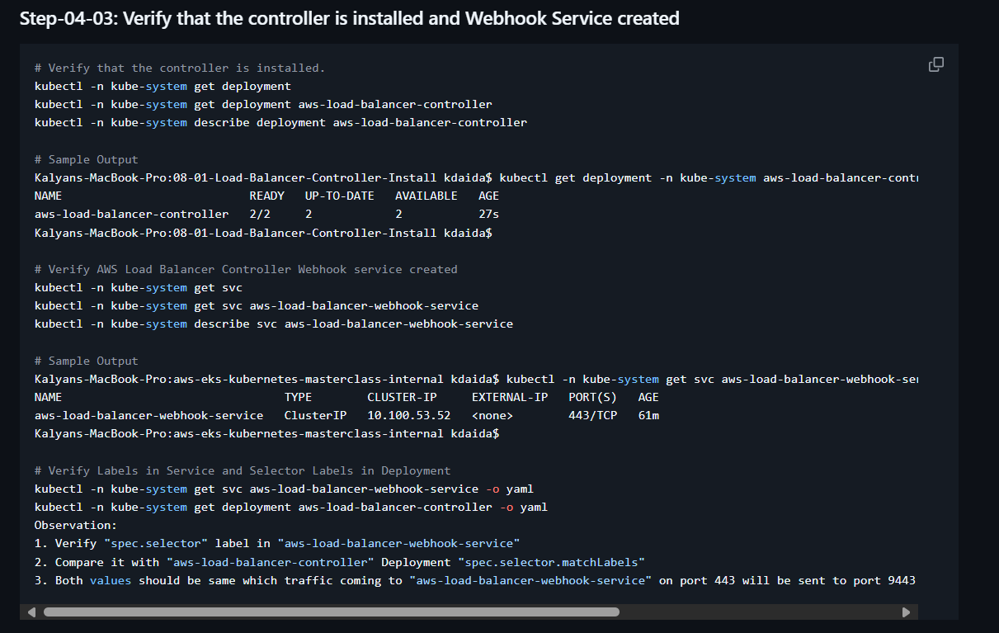 Step-04-03: Verify that the controller is installed and Webhook Service created
# Verify that the controller is installed.
kubectl -n kube-system get deployment
kubectl -n kube-system get deployment aws-load-balancer-controller
kubectl -n kube-system describe deployment aws-load-balancer-controller
# Sample Output
Kalyans-MacBook-Pro:08-01-Load-Balancer-Controller-Install kdaida$ kubectl get deployment -n kube-system aws-load-balancer-contr
NAME                           READY   UP-TO-DATE   AVAILABLE   AGE
aws-load-balancer-controller   2/2     2            2           27s
Kalyans-MacBook-Pro:08-01-Load-Balancer-Controller-Install kdaida$
# Verify AWS Load Balancer Controller Webhook service created
kubectl -n kube-system get svc
kubectl -n kube-system get svc aws-load-balancer-webhook-service
kubectl -n kube-system describe svc aws-load-balancer-webhook-service
# Sample Output
Kalyans-MacBook-Pro:aws-eks-kubernetes-masterclass-internal kdaida$ kubectl -n kube-system get svc aws-load-balancer-webhook-ser
NAME                                TYPE        CLUSTER-IP     EXTERNAL-IP   PORT(S)   AGE
aws-load-balancer-webhook-service   ClusterIP   10.100.53.52   <none>        443/TCP   61m
Kalyans-MacBook-Pro:aws-eks-kubernetes-masterclass-internal kdaida$
# Verify Labels in Service and Selector Labels in Deployment
kubectl -n kube-system get svc aws-load-balancer-webhook-service -o yaml
kubectl -n kube-system get deployment aws-load-balancer-controller -o yaml
Observation:
1. Verify "spec.selector" label in "aws-load-balancer-webhook-service"
2. Compare it with "aws-load-balancer-controller" Deployment "spec.selector.matchLabels"
3. Both values should be same which traffic coming to "aws-load-balancer-webhook-service" on port 443 will be sent to port 9443